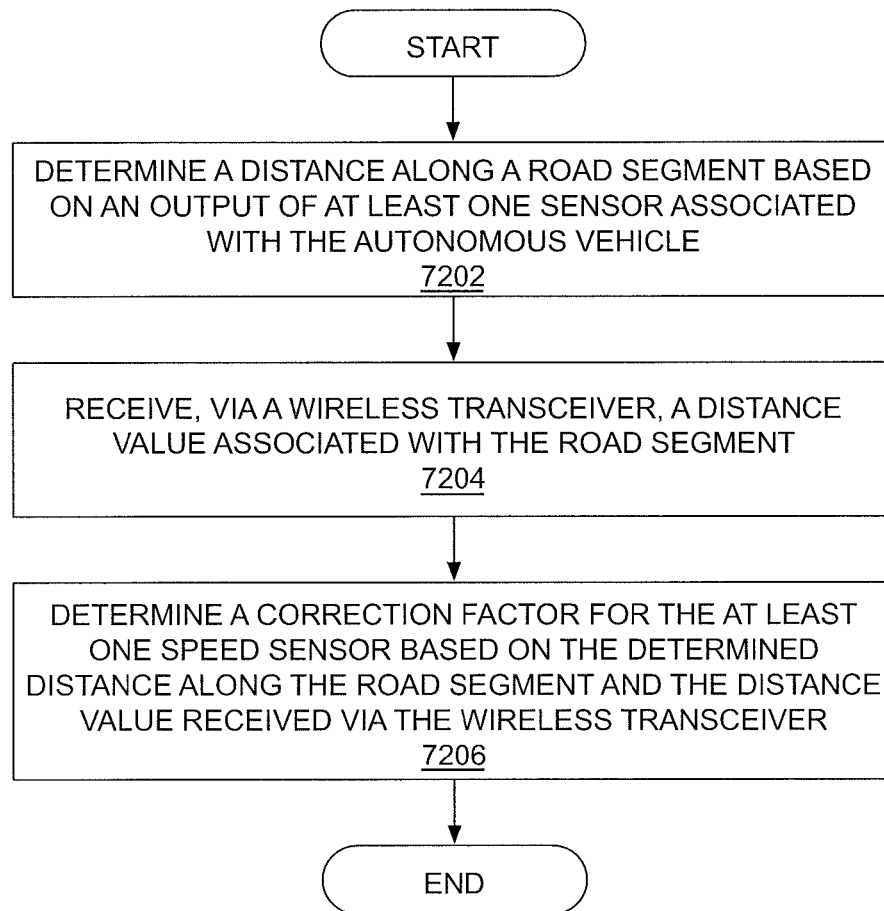 START
DETERMINE A DISTANCE ALONG A ROAD SEGMENT BASED
ON AN OUTPUT OF AT LEAST ONE SENSOR ASSOCIATED
WITH THE AUTONOMOUS VEHICLE
7202
RECEIVE, VIA A WIRELESS TRANSCEIVER, A DISTANCE
VALUE ASSOCIATED WITH THE ROAD SEGMENT
7204
DETERMINE A CORRECTION FACTOR FOR THE AT LEAST
ONE SPEED SENSOR BASED ON THE DETERMINED
DISTANCE ALONG THE ROAD SEGMENT AND THE DISTANCE
VALUE RECEIVED VIA THE WIRELESS TRANSCEIVER
7206
END